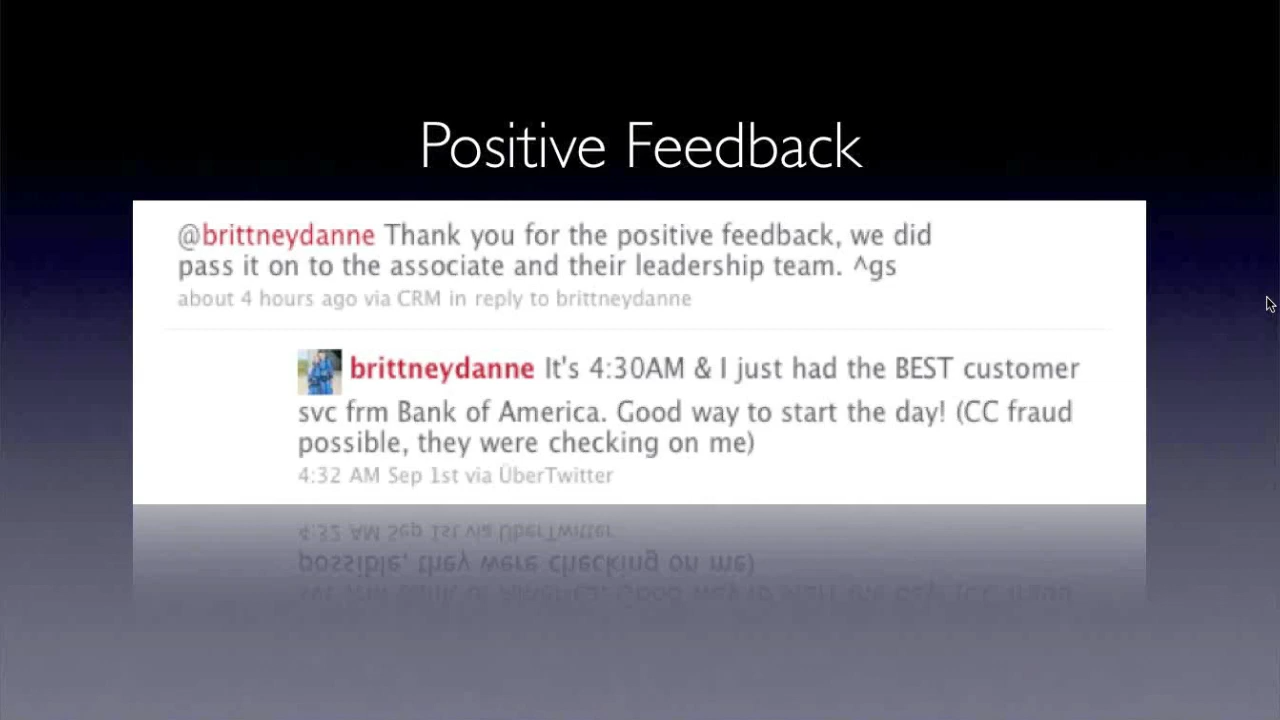 Positive Feedback
@brittneydanne Thank you for the positive feedback, we did
pass it on to the associate and their leadership team. ^gs
about 4 hours ago via CRM in reply to brittneydanne
brittneydanne It's 4:30AM & I just had the BEST customer
svc frm Bank of America. Good way to start the day! (CC fraud
possible, they were checking on me)
4:32 AM Sep 1st via ÜberTwitter